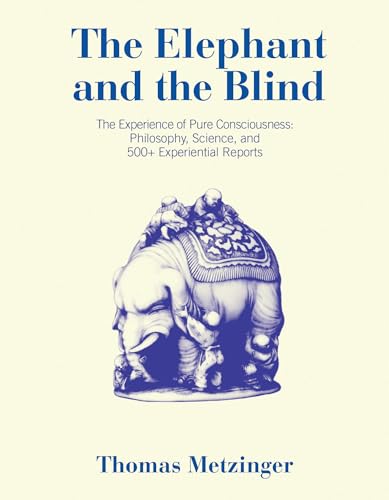 The Elephant
and the Blind
The Experience of Pure Consciousness:
Philosophy, Science, and
500+ Experiential Reports
Thomas Metzinger